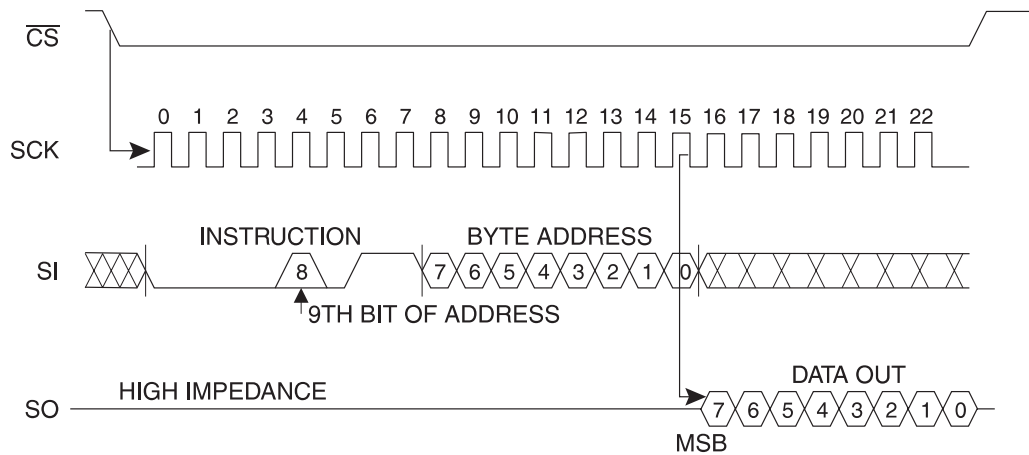 CS
0 1 2 3 4 5 6 7 8 9 10 11 12 13 14 15 16 17 18 19 20 21 22
SCK
INSTRUCTION BYTE ADDRESS
SI 8 7 6 5 4 3 2 1 0
9TH BIT OF ADDRESS
HIGH IMPEDANCE DATA OUT
SO 7 6 5 4 3 2 1 0
MSB